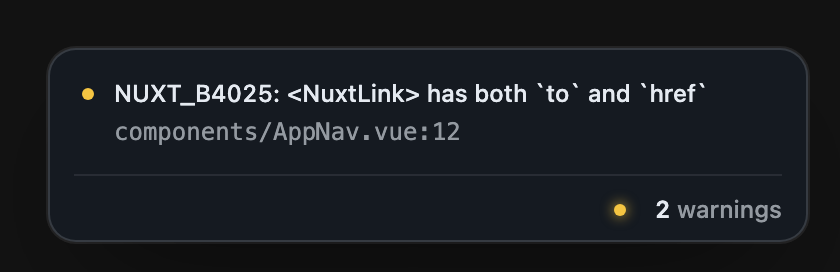 NUXT_B4025: <NuxtLink> has both `to` and `href`
components/AppNav.vue:12
2 warnings